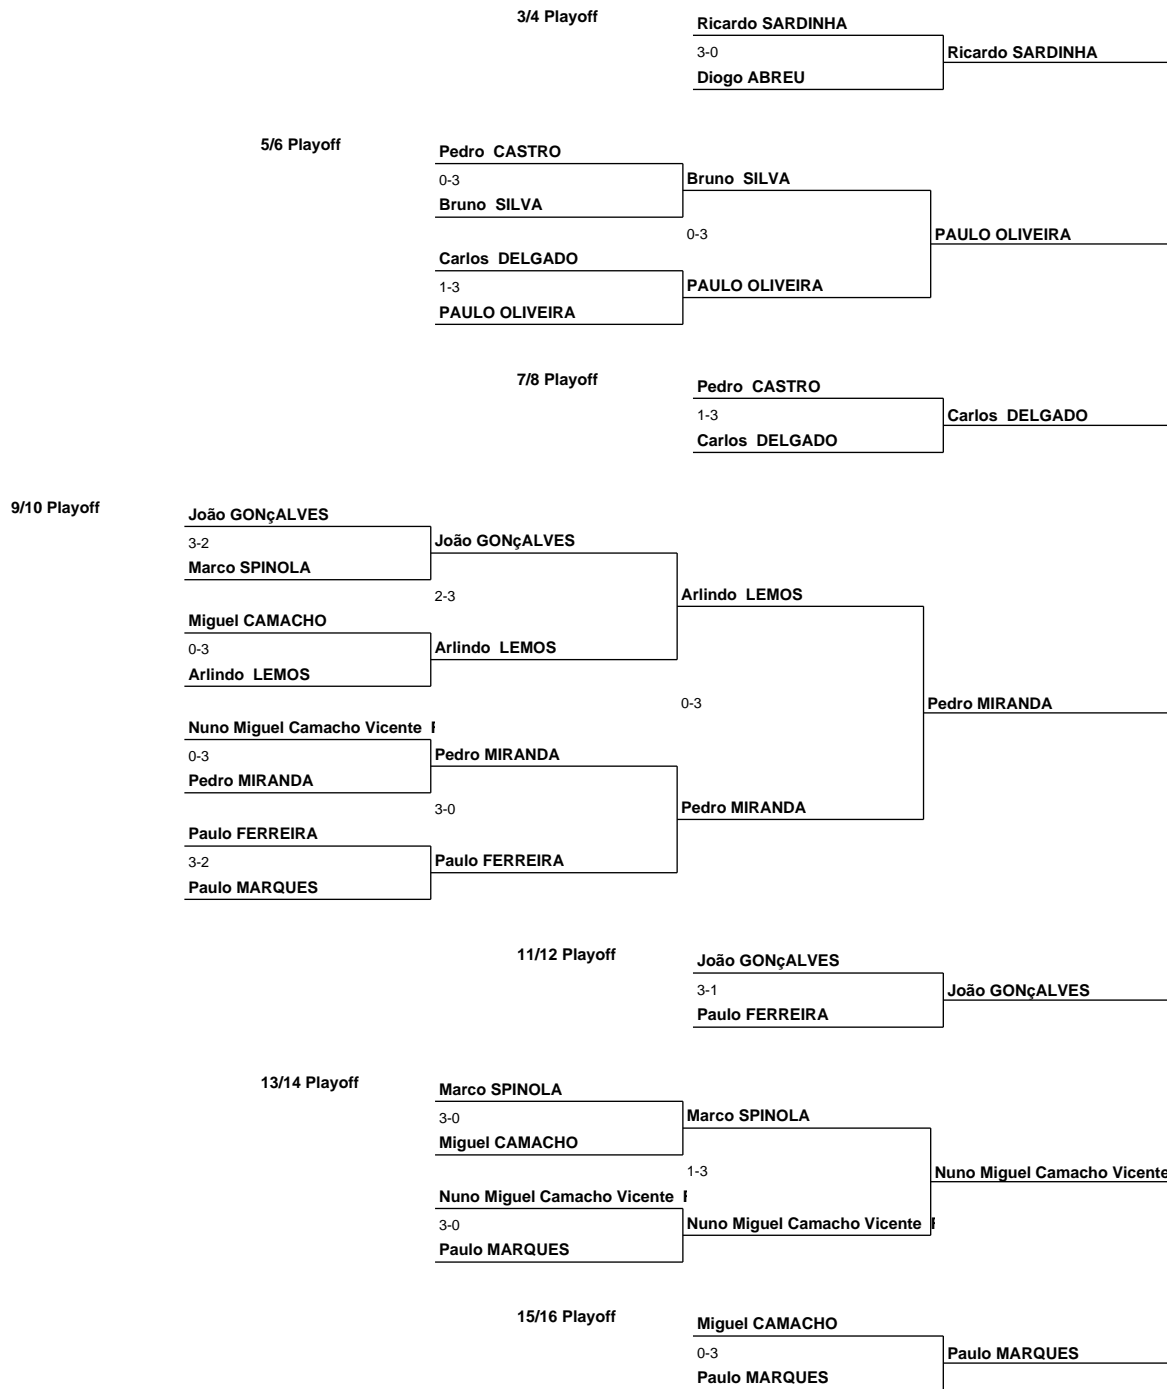 3/4 Playoff
Ricardo SARDINHA
3-0
Ricardo SARDINHA
Diogo ABREU
5/6 Playoff
Pedro CASTRO
0-3
Bruno SILVA
Bruno SILVA
0-3
PAULO OLIVEIRA
Carlos DELGADO
1-3
PAULO OLIVEIRA
PAULO OLIVEIRA
7/8 Playoff
Pedro CASTRO
1-3
Carlos DELGADO
Carlos DELGADO
9/10 Playoff
João GONçALVES
3-2
João GONçALVES
Marco SPINOLA
2-3
Arlindo LEMOS
Miguel CAMACHO
0-3
Arlindo LEMOS
Arlindo LEMOS
0-3
Pedro MIRANDA
Nuno Miguel Camacho Vicente
0-3
Pedro MIRANDA
Pedro MIRANDA
3-0
Pedro MIRANDA
Paulo FERREIRA
3-2
Paulo FERREIRA
Paulo MARQUES
11/12 Playoff
João GONçALVES
3-1
João GONçALVES
Paulo FERREIRA
13/14 Playoff
Marco SPINOLA
3-0
Marco SPINOLA
Miguel CAMACHO
1-3
Nuno Miguel Camacho Vicente
Nuno Miguel Camacho Vicente
3-0
Nuno Miguel Camacho Vicente
Paulo MARQUES
15/16 Playoff
Miguel CAMACHO
0-3
Paulo MARQUES
Paulo MARQUES